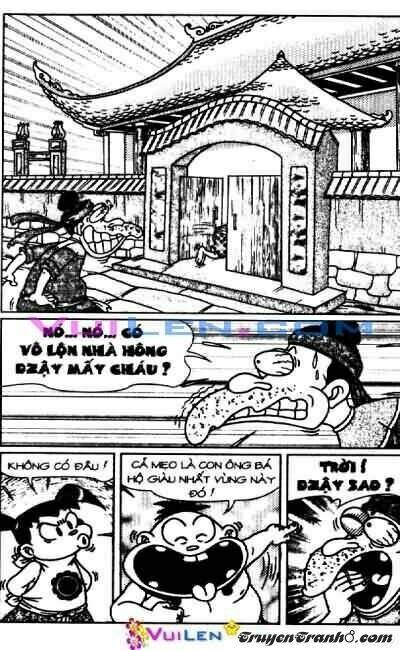 VUILEN.COM
NÓ... NÓ... CÓ
VÔ LỘN NHÀ HÔNG
DZẬY MẤY CHÁU?
KHÔNG CÓ ĐÂU!
CẢ MẸO LÀ CON ÔNG BÁ
HỘ GIÀU NHẤT VÙNG NÀY
ĐÓ!
TRỜI!
DZẬY SAO?
VUILEN
TruyenTranh8.com